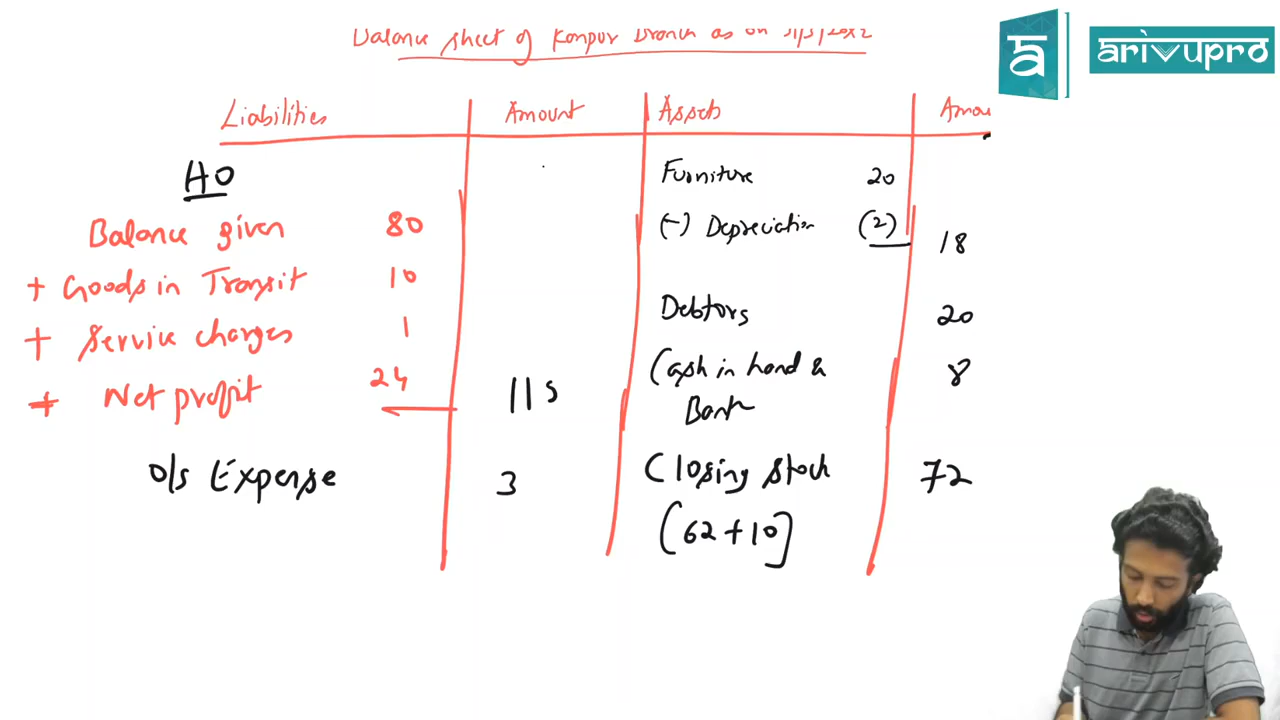 Balance sheet of Kanpur Branch as on 31/3/20x2
arivupro
Liabilities Amount Assets Amou
HO
Furniture 20
Balance given 80
(-) Depreciation (2) 18
+ Goods in Transit 10
Debtors 20
+ Service charges 1
Cash in hand & 8
Bank
+ Net profit 24 115
O/s Expense 3
Closing stock 72
[62 + 10]